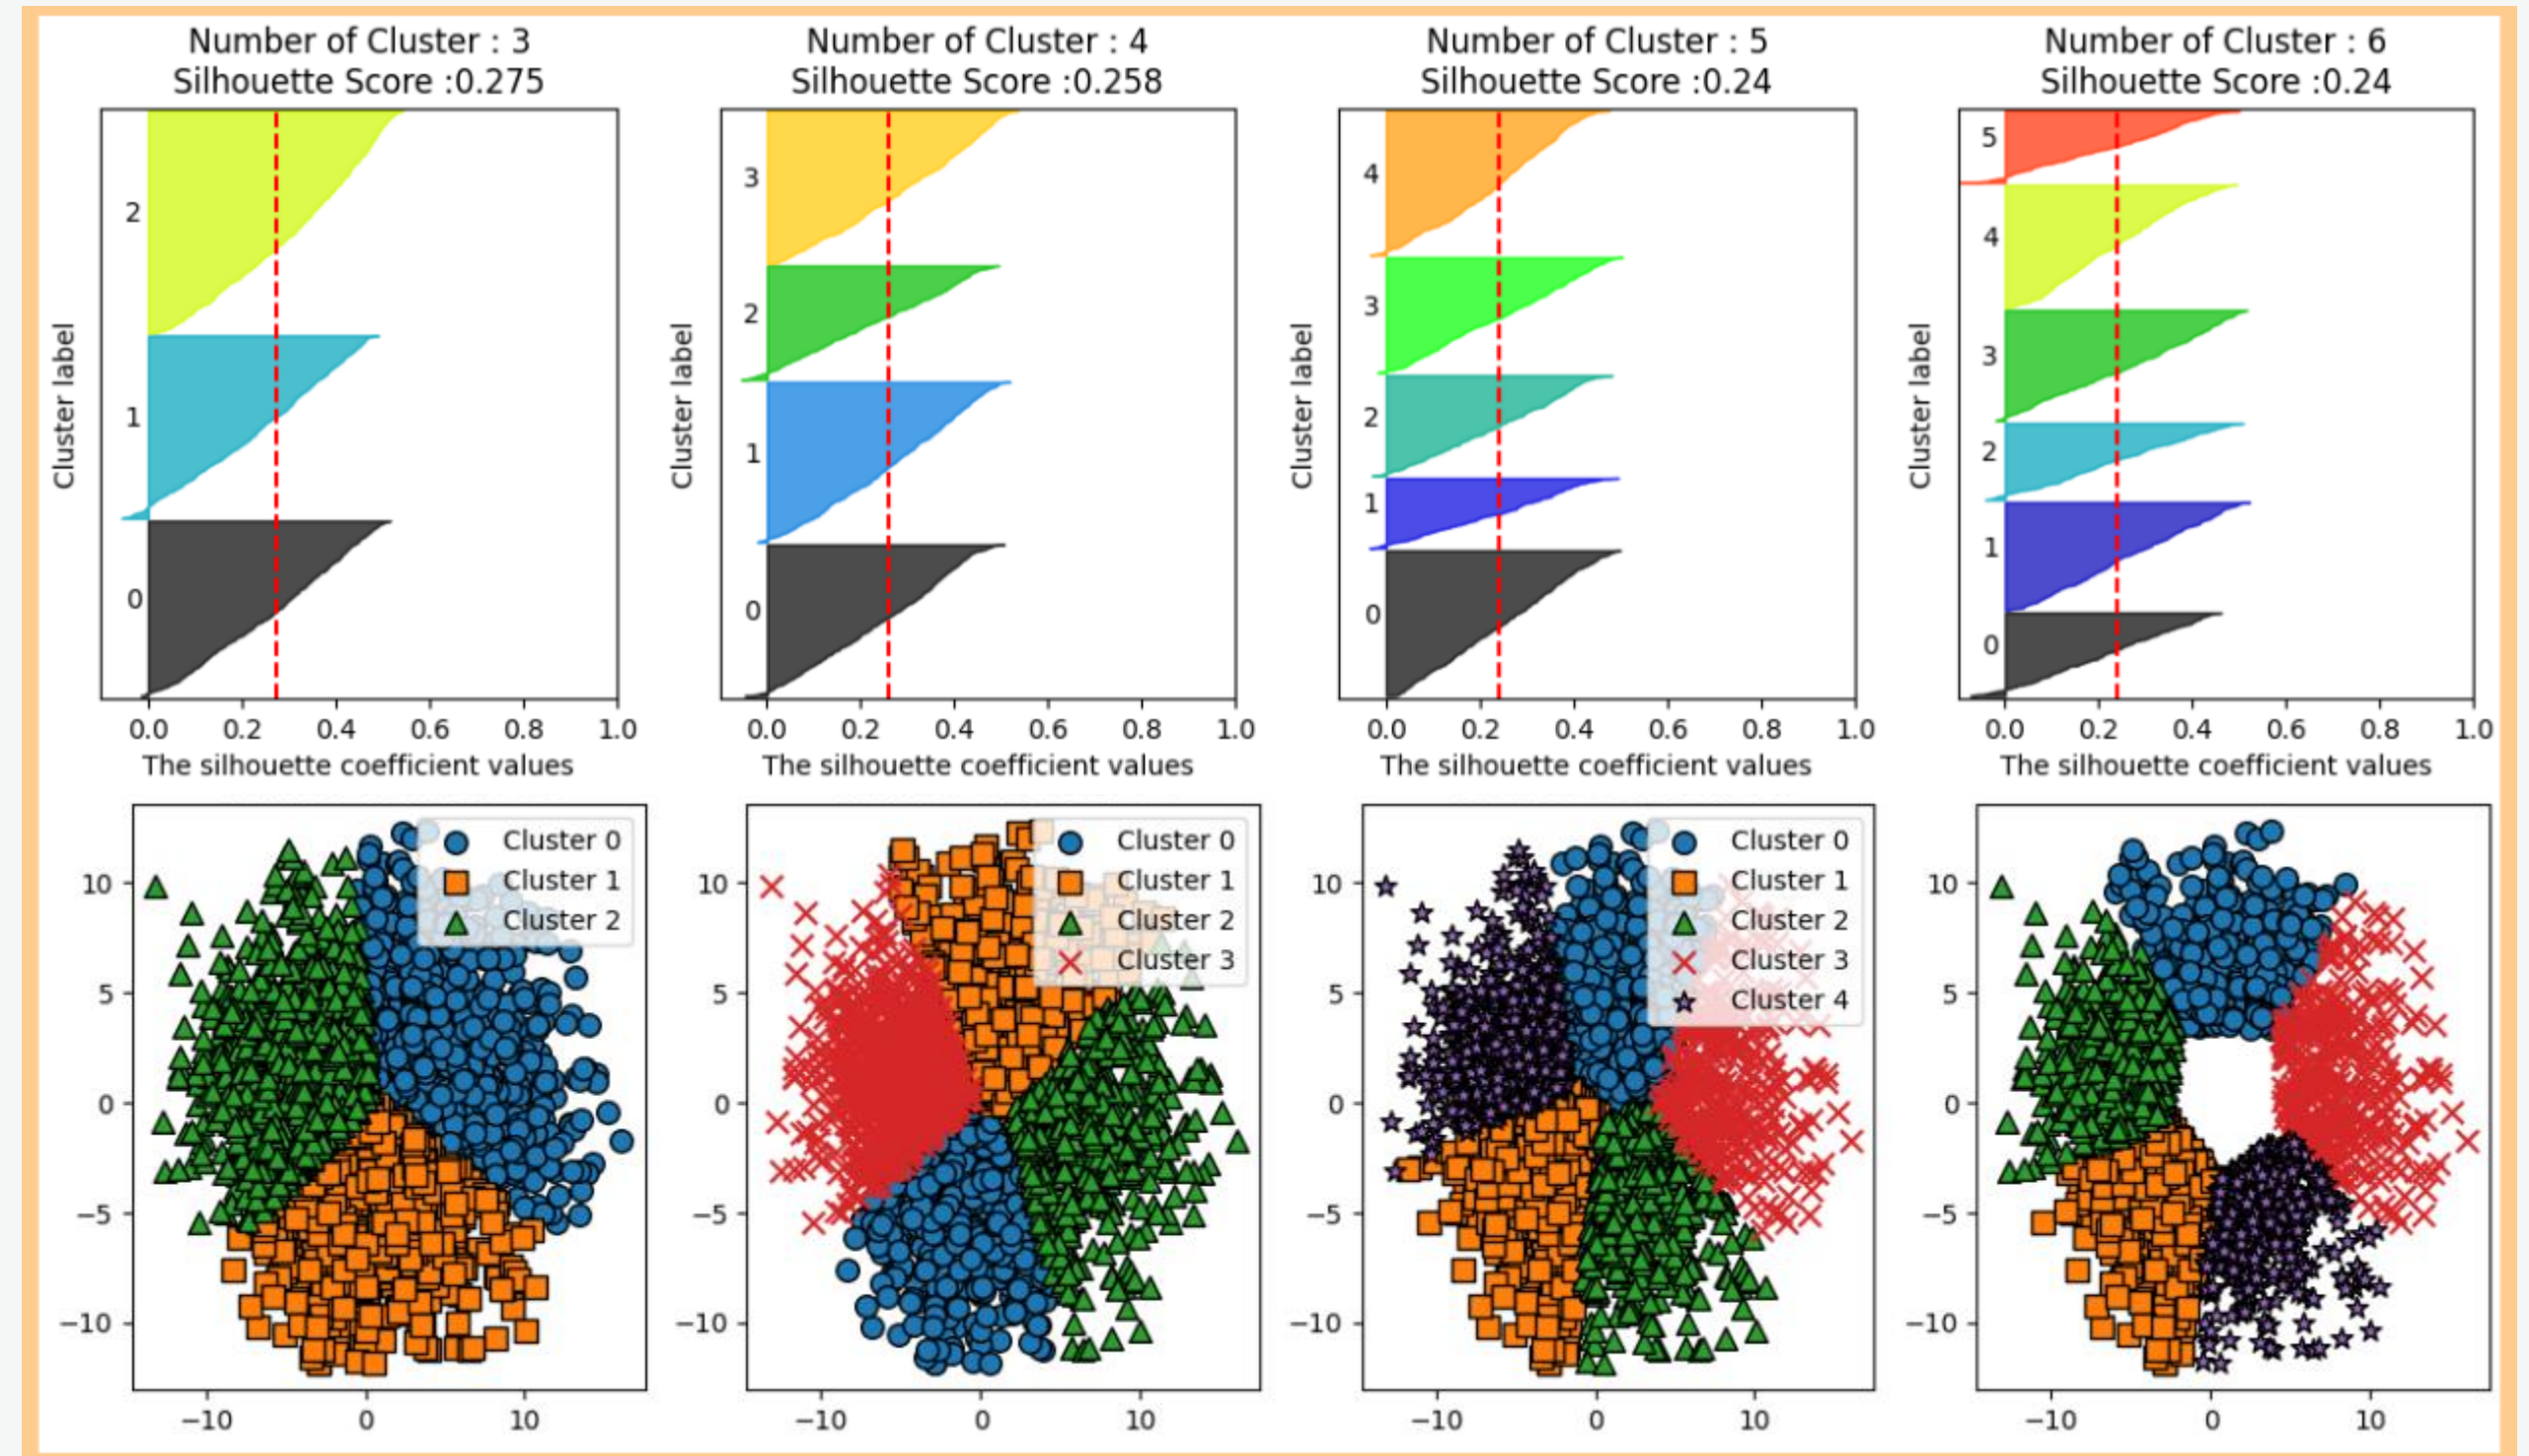 Number of Cluster : 3
Silhouette Score :0.275
2
1
0
Cluster label
0.0 0.2 0.4 0.6 0.8 1.0
The silhouette coefficient values
Number of Cluster : 4
Silhouette Score :0.258
3
2
1
0
Cluster label
0.0 0.2 0.4 0.6 0.8 1.0
The silhouette coefficient values
Number of Cluster : 5
Silhouette Score :0.24
4
3
2
1
0
Cluster label
0.0 0.2 0.4 0.6 0.8 1.0
The silhouette coefficient values
Number of Cluster : 6
Silhouette Score :0.24
5
4
3
2
1
0
Cluster label
0.0 0.2 0.4 0.6 0.8 1.0
The silhouette coefficient values
Cluster 0
Cluster 1
Cluster 2
10
5
0
−5
−10
−10 0 10
Cluster 0
Cluster 1
Cluster 2
Cluster 3
10
5
0
−5
−10
−10 0 10
Cluster 0
Cluster 1
Cluster 2
Cluster 3
Cluster 4
10
5
0
−5
−10
−10 0 10
10
5
0
−5
−10
−10 0 10